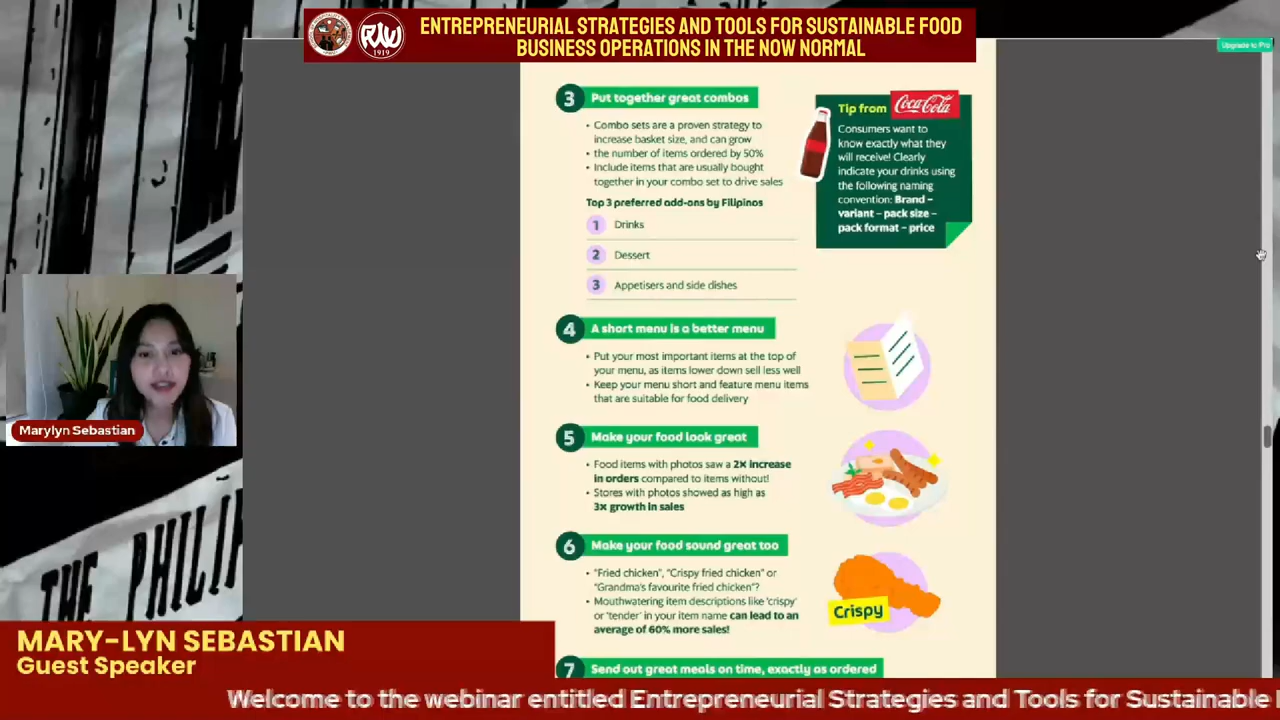 ENTREPRENEURIAL STRATEGIES AND TOOLS FOR SUSTAINABLE FOOD
BUSINESS OPERATIONS IN THE NOW NORMAL
1919
Upgrade to Pro
3 Put together great combos
• Combo sets are a proven strategy to
increase basket size, and can grow
• the number of items ordered by 50%
• Include items that are usually bought
together in your combo set to drive sales
Top 3 preferred add-ons by Filipinos
1 Drinks
2 Dessert
3 Appetisers and side dishes
Tip from Coca-Cola
Consumers want to
know exactly what they
will receive! Clearly
indicate your drinks using
the following naming
convention: Brand –
variant – pack size –
pack format – price
4 A short menu is a better menu
• Put your most important items at the top of
your menu, as items lower down sell less well
• Keep your menu short and feature menu items
that are suitable for food delivery
5 Make your food look great
• Food items with photos saw a 2X increase
in orders compared to items without!
• Stores with photos showed as high as
3x growth in sales
6 Make your food sound great too
• "Fried chicken", "Crispy fried chicken" or
"Grandma's favourite fried chicken"?
• Mouthwatering item descriptions like 'crispy'
or 'tender' in your item name can lead to an
average of 60% more sales!
Crispy
7 Send out great meals on time, exactly as ordered
Marylyn Sebastian
THE PHILIP
MARY-LYN SEBASTIAN
Guest Speaker
Welcome to the webinar entitled Entrepreneurial Strategies and Tools for Sustainable